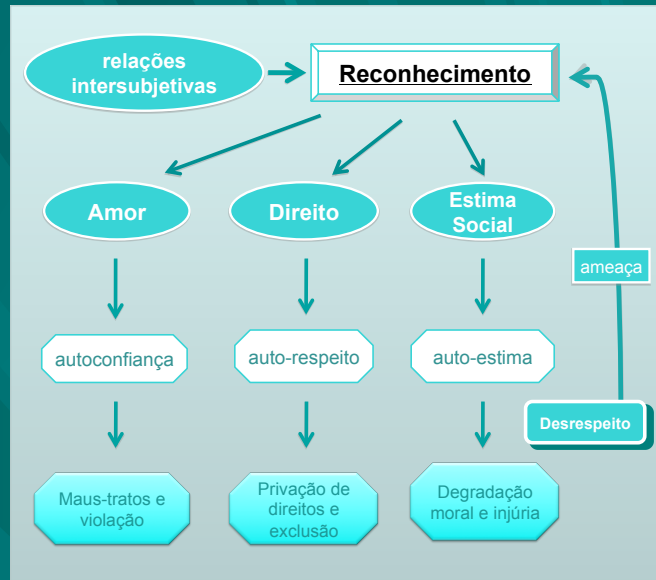 relações
intersubjetivas
Reconhecimento
Amor
Direito
Estima
Social
ameaça
autoconfiança
auto-respeito
auto-estima
Desrespeito
Maus-tratos e
violação
Privação de
direitos e
exclusão
Degradação
moral e injúria